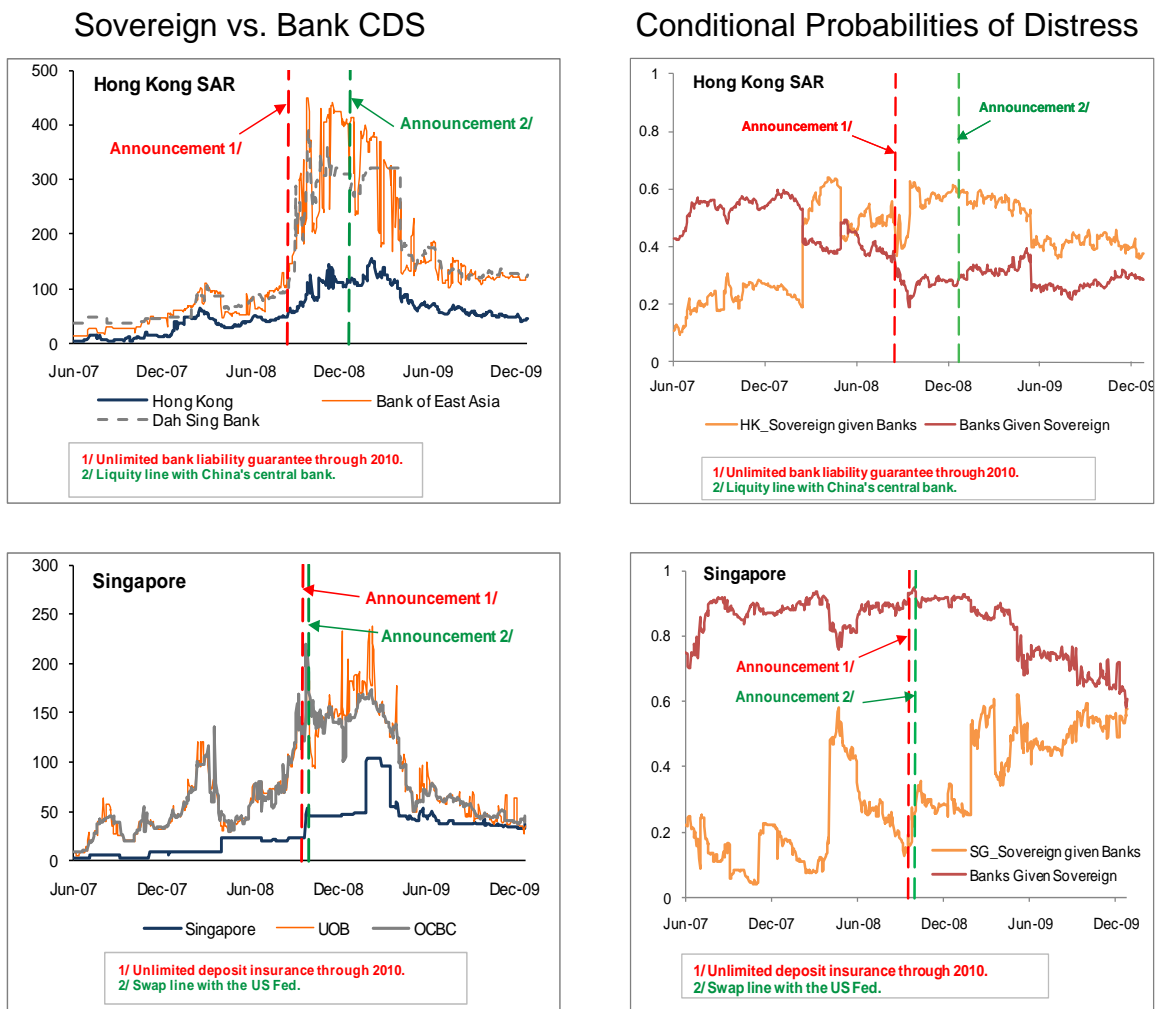 Sovereign vs. Bank CDS
Conditional Probabilities of Distress
500
450
400
350
300
250
200
150
100
50
0
Hong Kong SAR
Announcement 1/
Announcement 2/
Jun-07 Dec-07 Jun-08 Dec-08 Jun-09 Dec-09
Hong Kong
Bank of East Asia
Dah Sing Bank
1/ Unlimited bank liability guarantee through 2010.
2/ Liquity line with China's central bank.
1
0.8
0.6
0.4
0.2
0
Hong Kong SAR
Announcement 1/
Announcement 2/
Jun-07 Dec-07 Jun-08 Dec-08 Jun-09 Dec-09
HK_Sovereign given Banks
Banks Given Sovereign
1/ Unlimited bank liability guarantee through 2010.
2/ Liquity line with China's central bank.
300
250
200
150
100
50
0
Singapore
Announcement 1/
Announcement 2/
Jun-07 Dec-07 Jun-08 Dec-08 Jun-09 Dec-09
Singapore
UOB
OCBC
1/ Unlimited deposit insurance through 2010.
2/ Swap line with the US Fed.
1
0.8
0.6
0.4
0.2
0
Singapore
Announcement 1/
Announcement 2/
SG_Sovereign given Banks
Banks Given Sovereign
Jun-07 Dec-07 Jun-08 Dec-08 Jun-09 Dec-09
1/ Unlimited deposit insurance through 2010.
2/ Swap line with the US Fed.